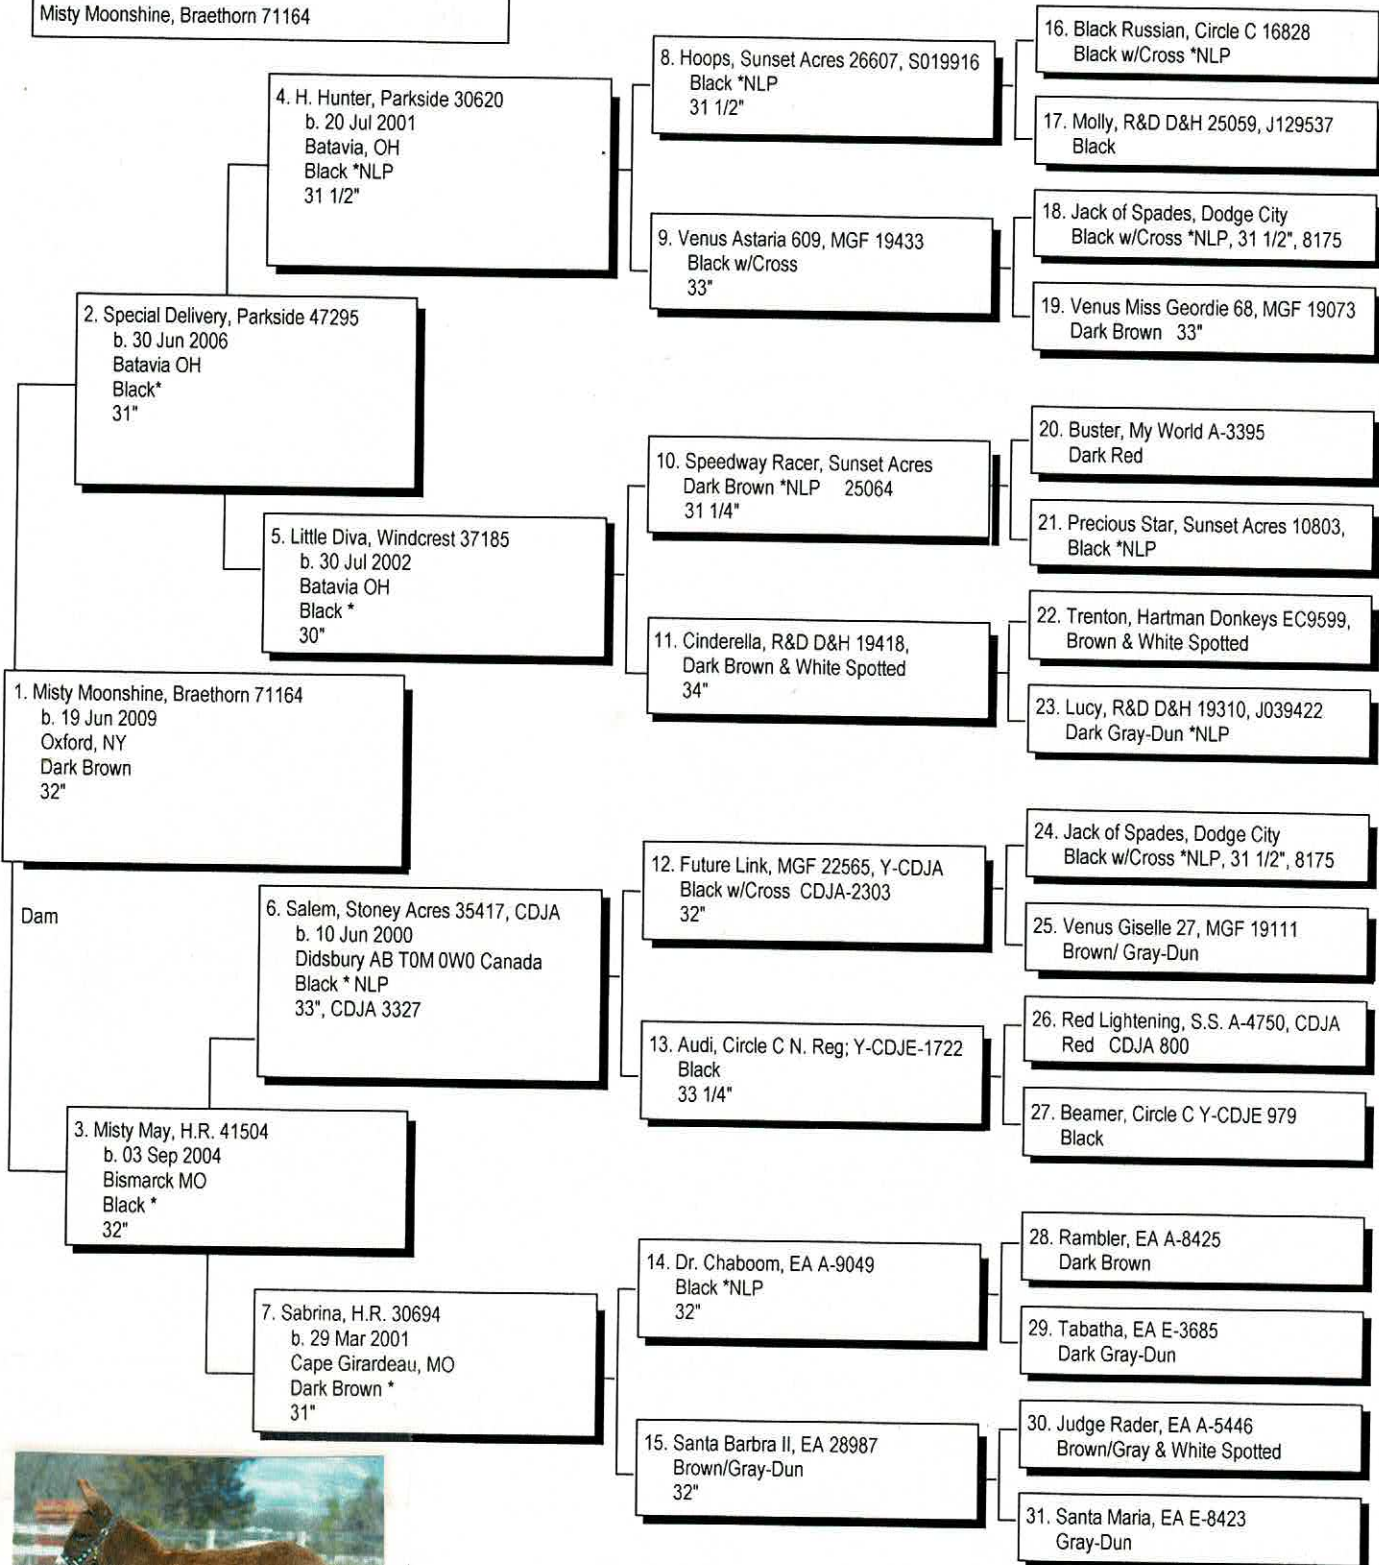 Misty Moonshine, Braethorn 71164
16. Black Russian, Circle C 16828
Black w/Cross *NLP
8. Hoops, Sunset Acres 26607, S019916
Black *NLP
31 1/2"
4. H. Hunter, Parkside 30620
b. 20 Jul 2001
Batavia, OH
Black *NLP
31 1/2"
17. Molly, R&D D&H 25059, J129537
Black
18. Jack of Spades, Dodge City
Black w/Cross *NLP, 31 1/2", 8175
9. Venus Astaria 609, MGF 19433
Black w/Cross
33"
19. Venus Miss Geordie 68, MGF 19073
Dark Brown 33"
2. Special Delivery, Parkside 47295
b. 30 Jun 2006
Batavia OH
Black*
31"
20. Buster, My World A-3395
Dark Red
10. Speedway Racer, Sunset Acres
Dark Brown *NLP 25064
31 1/4"
21. Precious Star, Sunset Acres 10803,
Black *NLP
5. Little Diva, Windcrest 37185
b. 30 Jul 2002
Batavia OH
Black *
30"
22. Trenton, Hartman Donkeys EC9599,
Brown & White Spotted
11. Cinderella, R&D D&H 19418,
Dark Brown & White Spotted
34"
23. Lucy, R&D D&H 19310, J039422
Dark Gray-Dun *NLP
1. Misty Moonshine, Braethorn 71164
b. 19 Jun 2009
Oxford, NY
Dark Brown
32"
24. Jack of Spades, Dodge City
Black w/Cross *NLP, 31 1/2", 8175
12. Future Link, MGF 22565, Y-CDJA
Black w/Cross CDJA-2303
32"
25. Venus Giselle 27, MGF 19111
Brown/ Gray-Dun
Dam
6. Salem, Stoney Acres 35417, CDJA
b. 10 Jun 2000
Didsbury AB T0M 0W0 Canada
Black * NLP
33", CDJA 3327
26. Red Lightening, S.S. A-4750, CDJA
Red CDJA 800
13. Audi, Circle C N. Reg; Y-CDJE-1722
Black
33 1/4"
27. Beamer, Circle C Y-CDJE 979
Black
3. Misty May, H.R. 41504
b. 03 Sep 2004
Bismarck MO
Black *
32"
28. Rambler, EA A-8425
Dark Brown
14. Dr. Chaboom, EA A-9049
Black *NLP
32"
29. Tabatha, EA E-3685
Dark Gray-Dun
7. Sabrina, H.R. 30694
b. 29 Mar 2001
Cape Girardeau, MO
Dark Brown *
31"
30. Judge Rader, EA A-5446
Brown/Gray & White Spotted
15. Santa Barbra II, EA 28987
Brown/Gray-Dun
32"
31. Santa Maria, EA E-8423
Gray-Dun